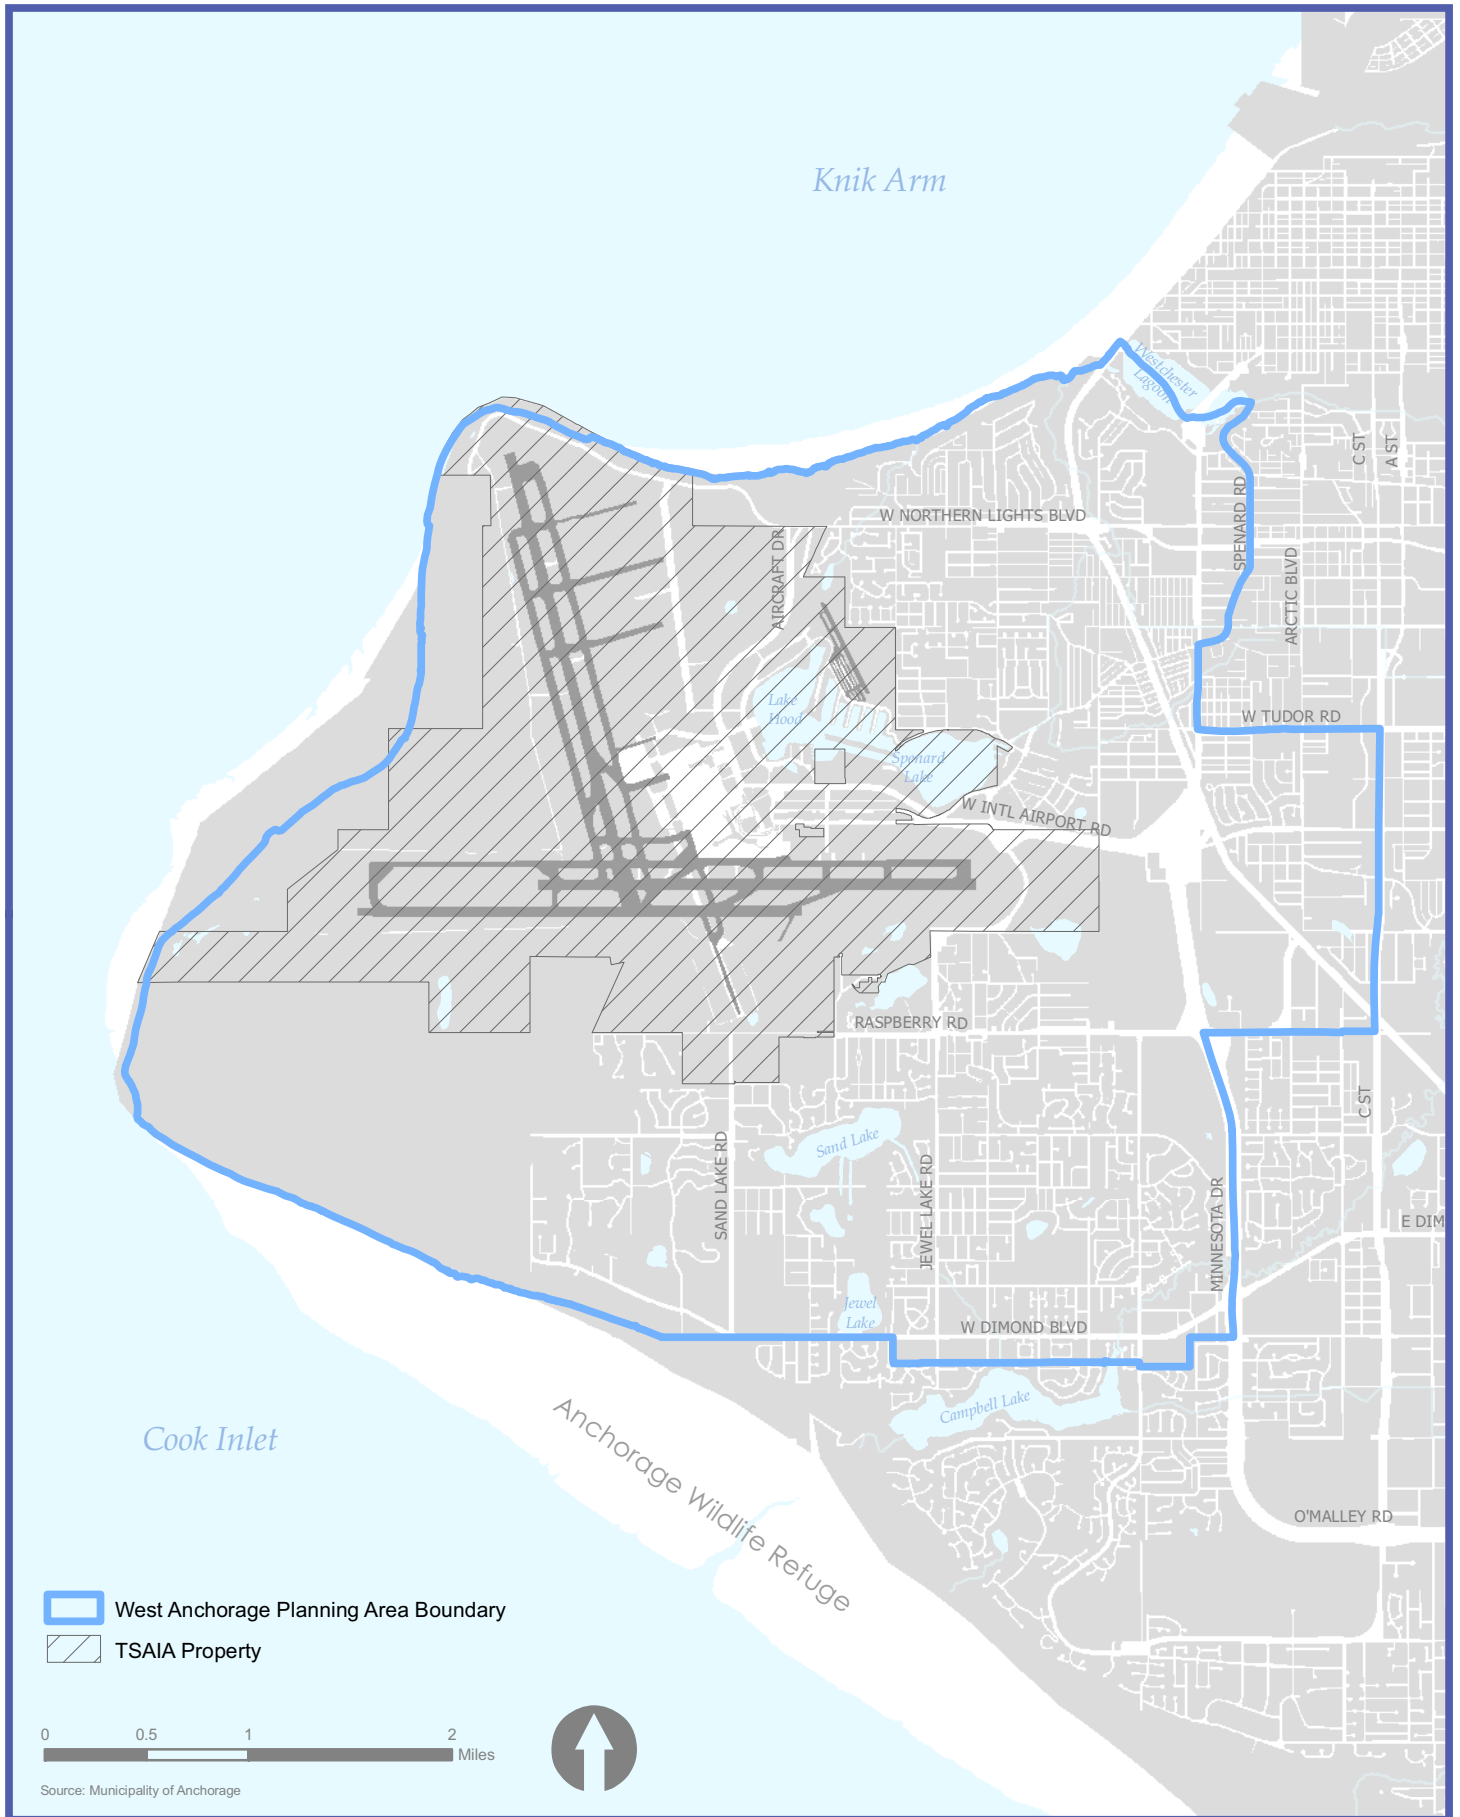 Knik Arm
Westchester
Lagoon
C ST
A ST
SPENARD RD
W NORTHERN LIGHTS BLVD
AIRCRAFT DR
ARCTIC BLVD
Lake
Hood
W TUDOR RD
Spenard
Lake
W INTL AIRPORT RD
RASPBERRY RD
C ST
Sand Lake
SAND LAKE RD
JEWEL LAKE RD
MINNESOTA DR
E DIM
Jewel
Lake
W DIMOND BLVD
Campbell Lake
Anchorage Wildlife Refuge
Cook Inlet
O'MALLEY RD
West Anchorage Planning Area Boundary
TSAIA Property
0 0.5 1 2
Miles
Source: Municipality of Anchorage